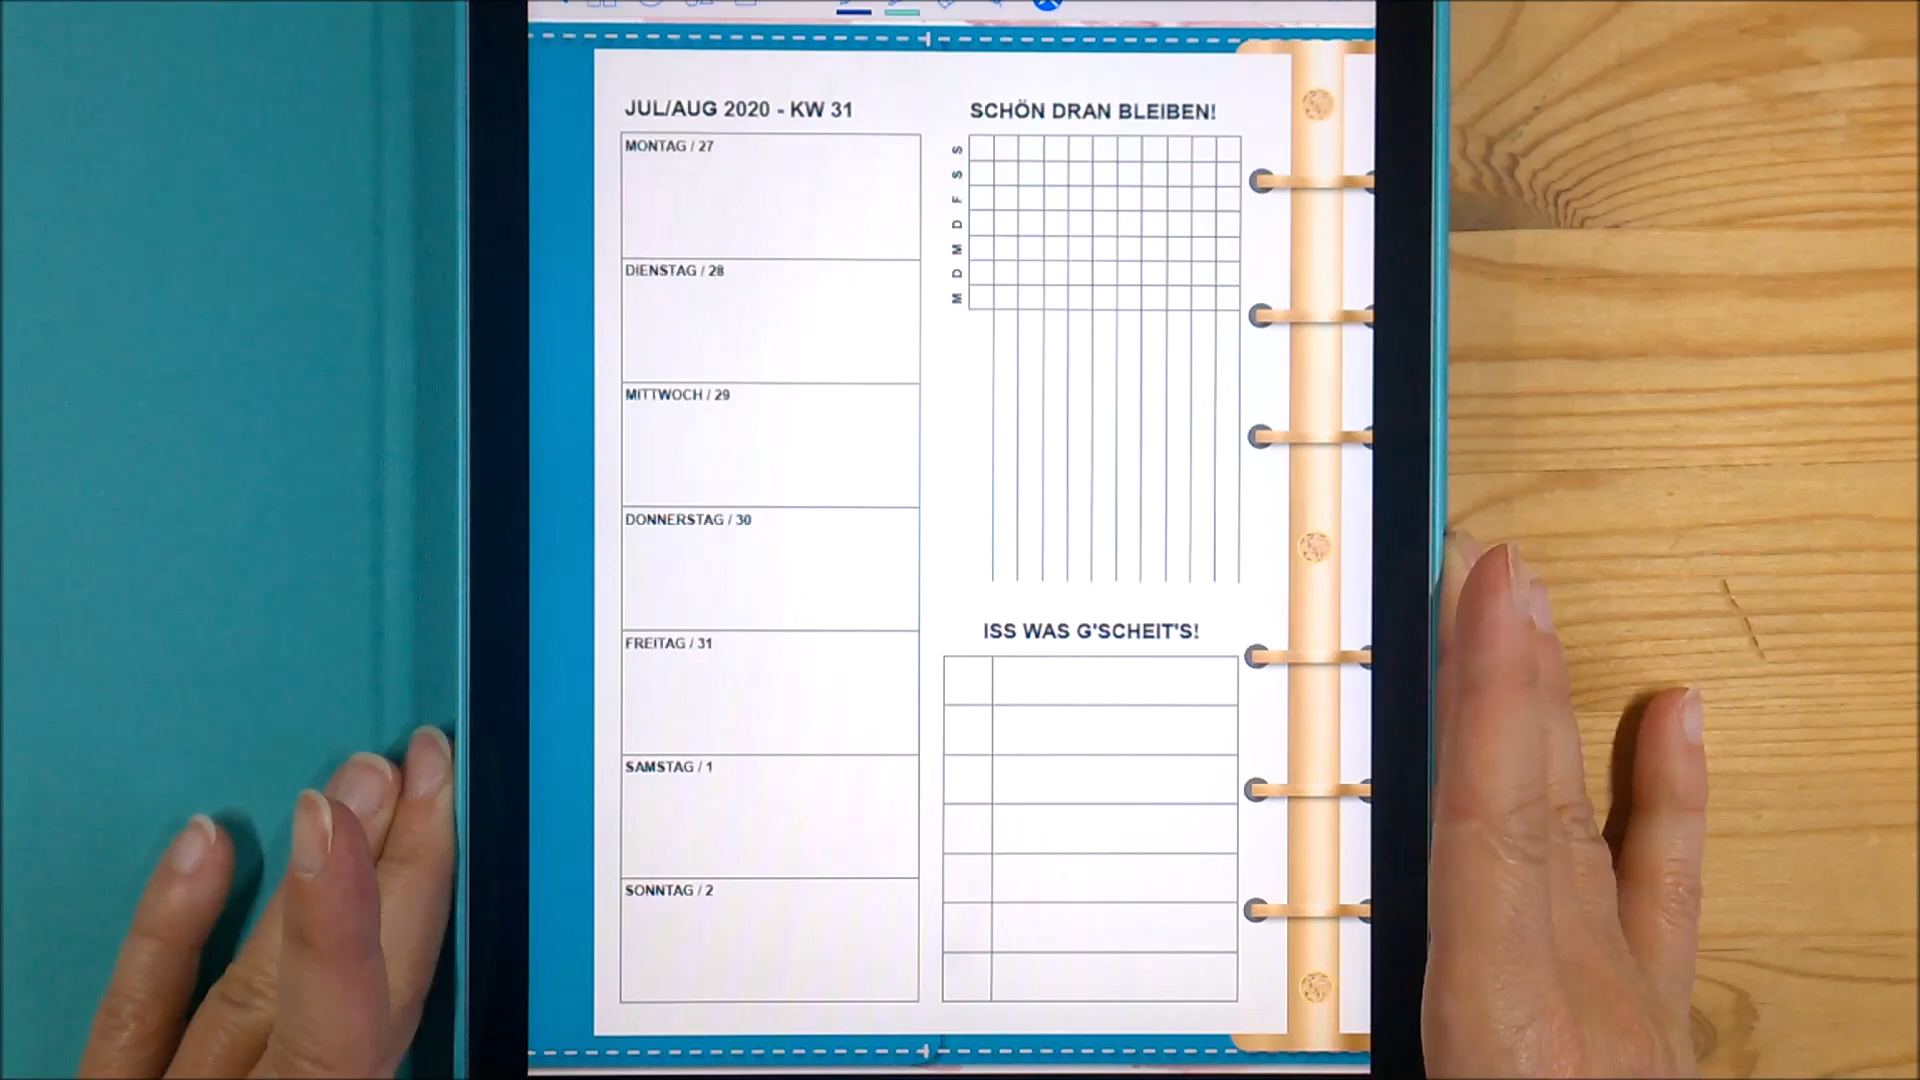 JUL/AUG 2020 - KW 31
MONTAG / 27
DIENSTAG / 28
MITTWOCH / 29
DONNERSTAG / 30
FREITAG / 31
SAMSTAG / 1
SONNTAG / 2
SCHÖN DRAN BLEIBEN!
S
S
F
D
M
D
M
ISS WAS G'SCHEIT'S!